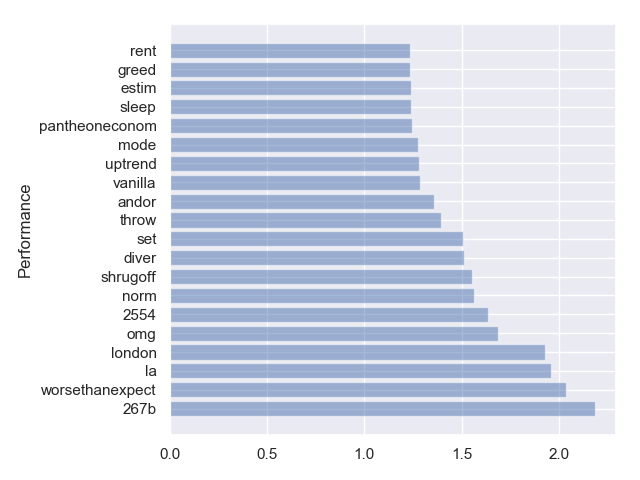 rent
greed
estim
sleep
pantheoneconom
mode
uptrend
vanilla
andor
throw
set
diver
shrugoff
norm
2554
omg
london
la
worsethanexpect
267b
Performance
0.0 0.5 1.0 1.5 2.0